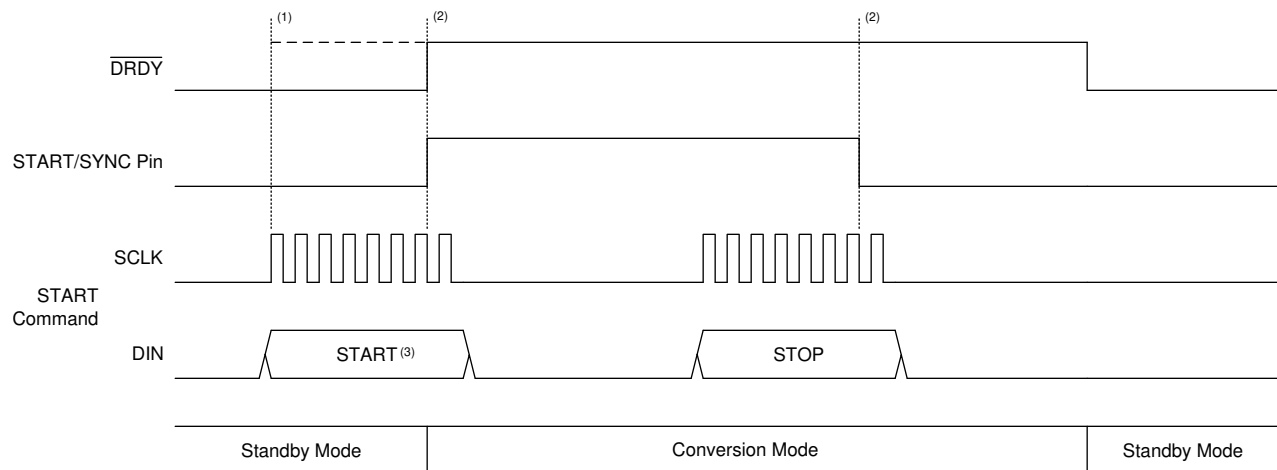 (1)
(2)
(2)
DRDY
START/SYNC Pin
SCLK
START
Command
DIN
START (3)
STOP
Standby Mode
Conversion Mode
Standby Mode